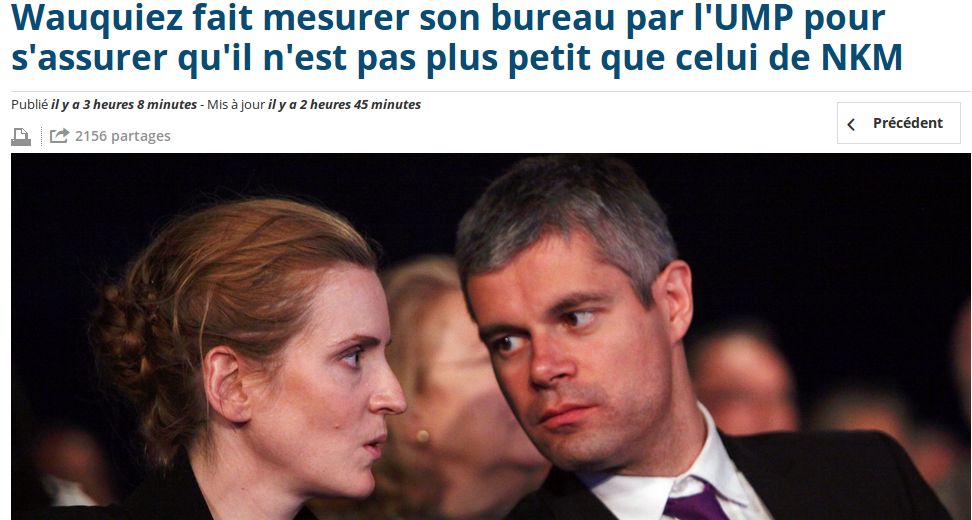 Wauquiez fait mesurer son bureau par l'UMP pour
s'assurer qu'il n'est pas plus petit que celui de NKM
Publié il y a 3 heures 8 minutes - Mis à jour il y a 2 heures 45 minutes
Précédent
2156 partages